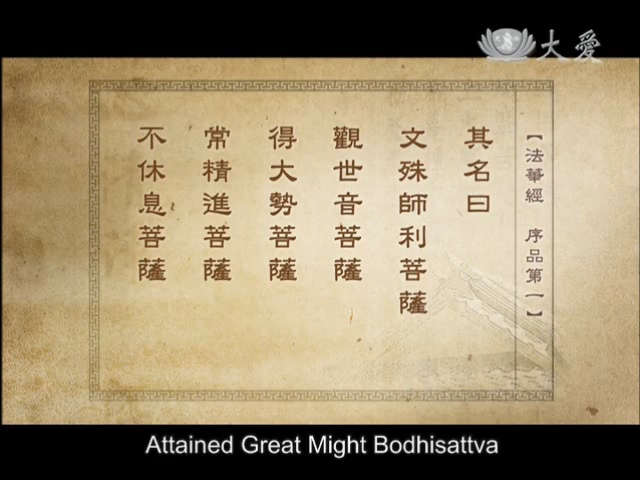 大愛
【法華經 序品第一】
其名曰
文殊師利菩薩
觀世音菩薩
得大勢菩薩
常精進菩薩
不休息菩薩
Attained Great Might Bodhisattva